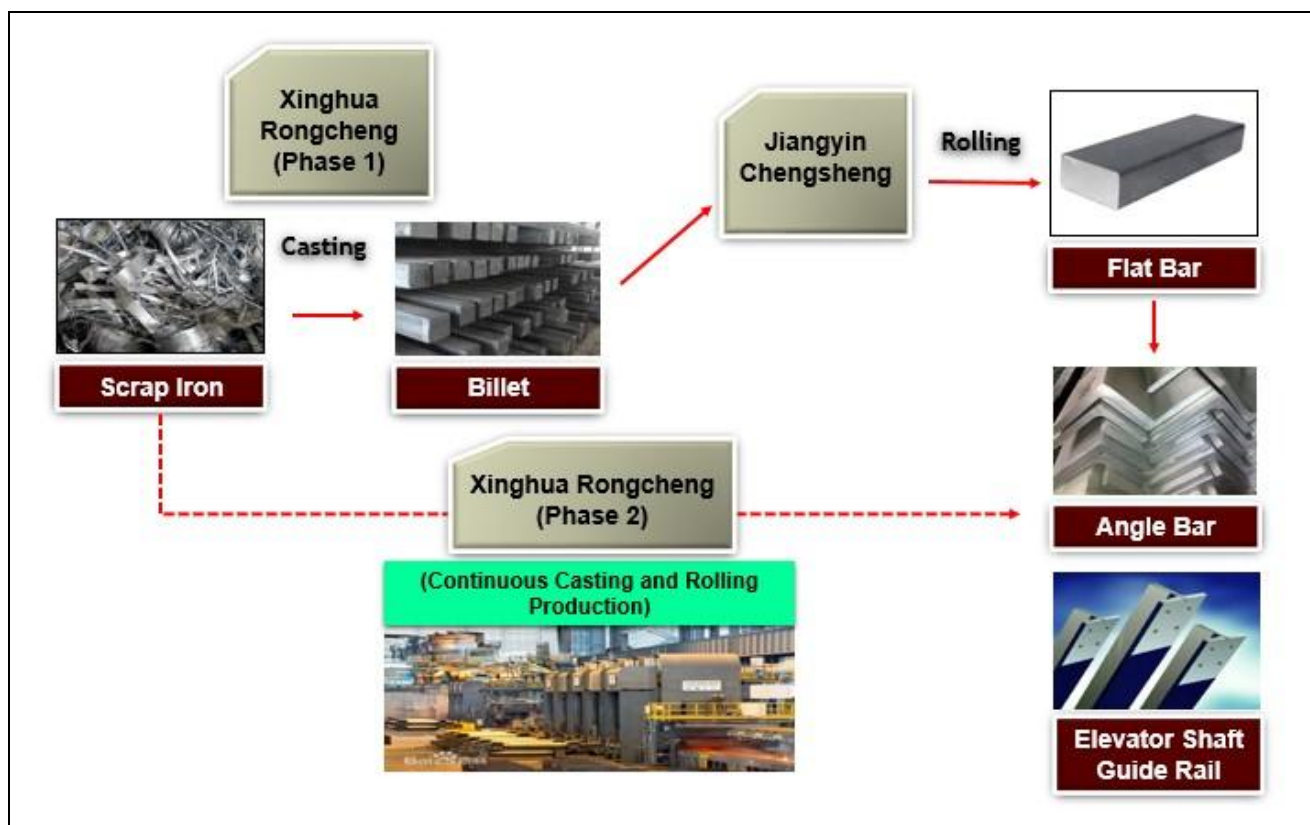 Xinghua
Rongcheng
(Phase 1)
Jiangyin
Chengsheng
Rolling
Casting
Flat Bar
Scrap Iron
Billet
Xinghua Rongcheng
(Phase 2)
Angle Bar
(Continuous Casting and Rolling
Production)
Elevator Shaft
Guide Rail